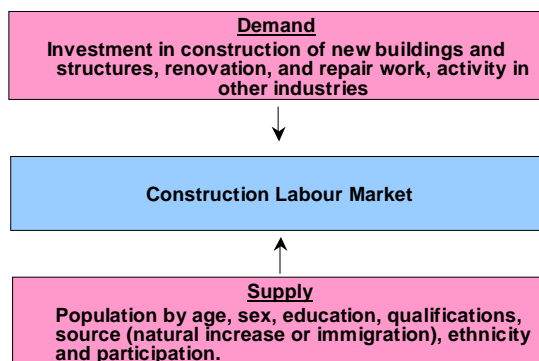 Demand
Investment in construction of new buildings and
structures, renovation, and repair work, activity in
other industries
Construction Labour Market
Supply
Population by age, sex, education, qualifications,
source (natural increase or immigration), ethnicity
and participation.